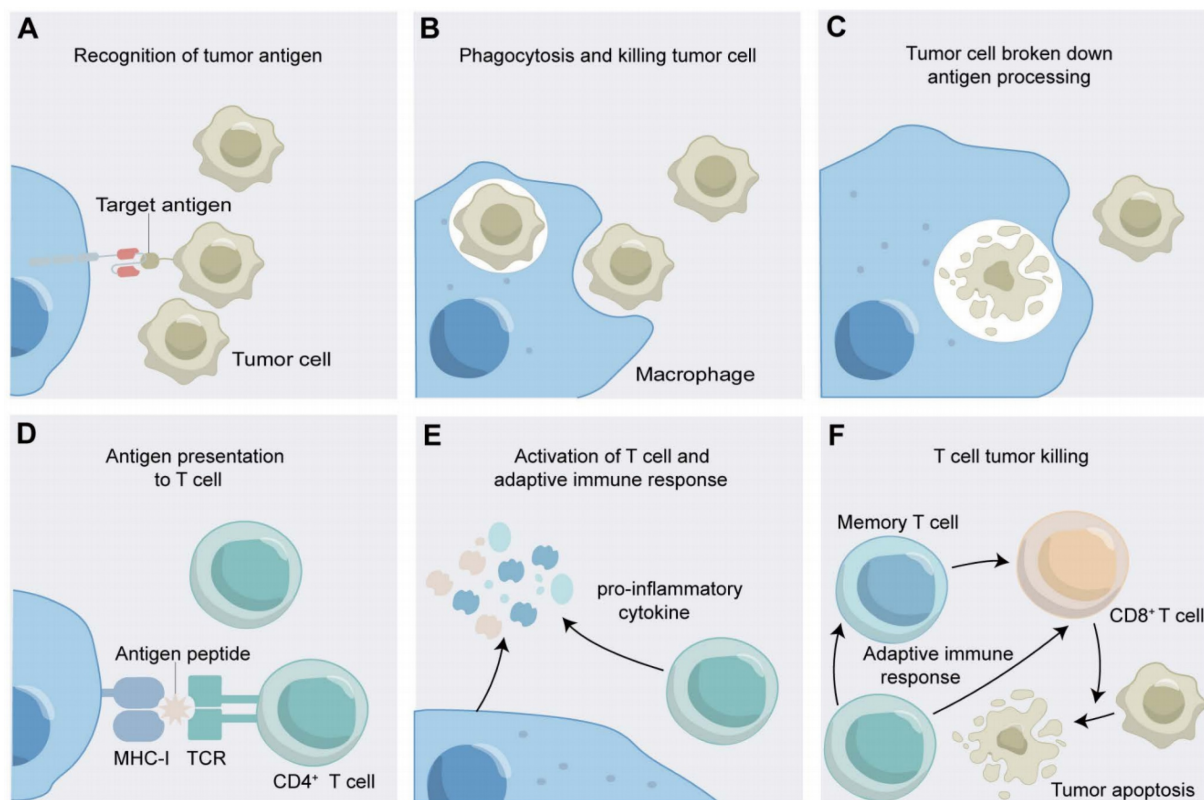 A
Recognition of tumor antigen
Target antigen
Tumor cell
B
Phagocytosis and killing tumor cell
Macrophage
C
Tumor cell broken down
antigen processing
D
Antigen presentation
to T cell
Antigen peptide
MHC-I
TCR
CD4⁺ T cell
E
Activation of T cell and
adaptive immune response
pro-inflammatory
cytokine
F
T cell tumor killing
Memory T cell
CD8⁺ T cell
Adaptive immune
response
Tumor apoptosis